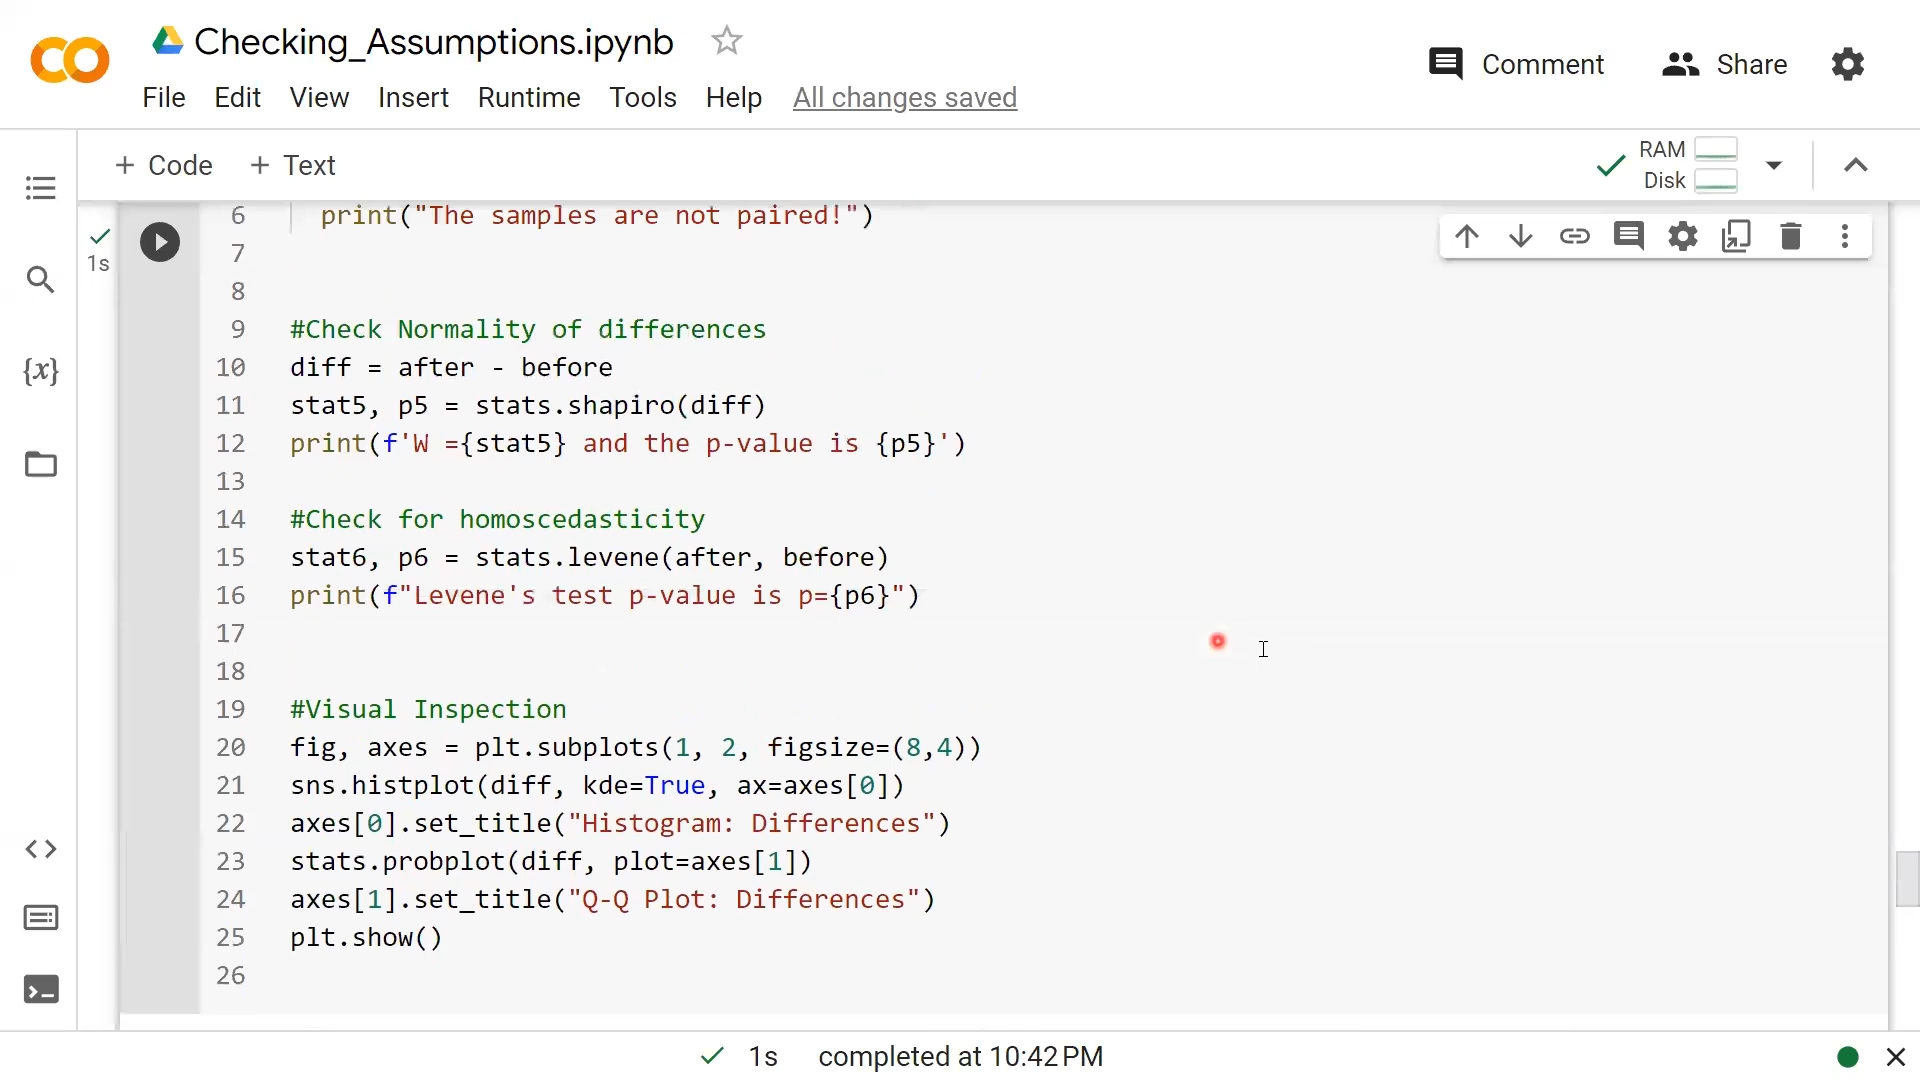 Checking_Assumptions.ipynb
Comment
Share
File Edit View Insert Runtime Tools Help All changes saved
+ Code + Text
RAM
Disk
1s
6 print("The samples are not paired!")
7
8
9 #Check Normality of differences
10 diff = after - before
11 stat5, p5 = stats.shapiro(diff)
12 print(f'W ={stat5} and the p-value is {p5}')
13
14 #Check for homoscedasticity
15 stat6, p6 = stats.levene(after, before)
16 print(f"Levene's test p-value is p={p6}")
17
18
19 #Visual Inspection
20 fig, axes = plt.subplots(1, 2, figsize=(8,4))
21 sns.histplot(diff, kde=True, ax=axes[0])
22 axes[0].set_title("Histogram: Differences")
23 stats.probplot(diff, plot=axes[1])
24 axes[1].set_title("Q-Q Plot: Differences")
25 plt.show()
26
{x}
1s completed at 10:42 PM